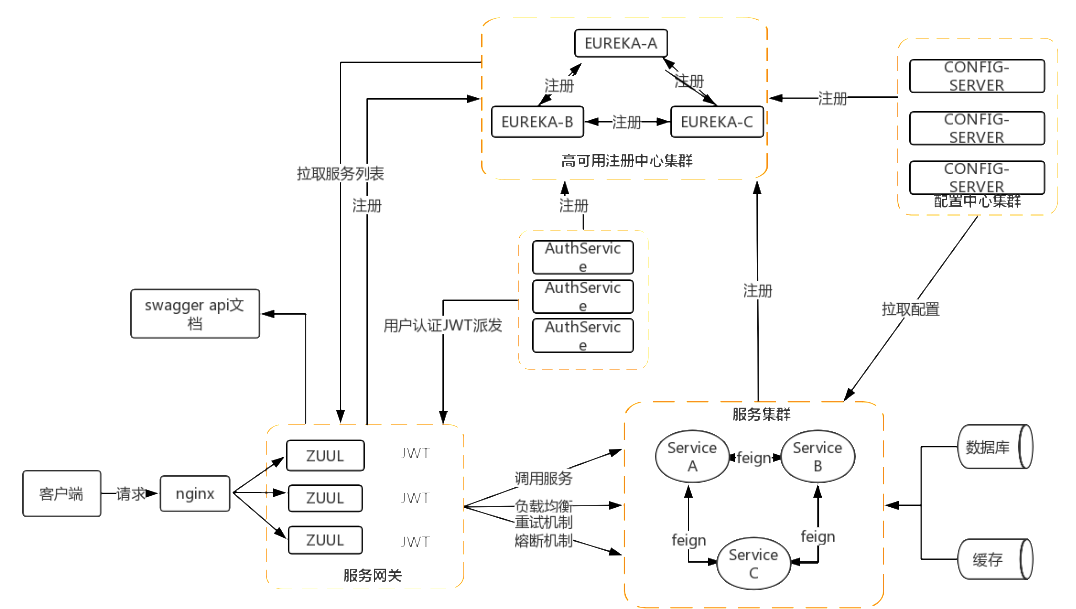 EUREKA-A
注册
注册
EUREKA-B
注册
EUREKA-C
高可用注册中心集群
注册
CONFIG-
SERVER
CONFIG-
SERVER
CONFIG-
SERVER
配置中心集群
拉取服务列表
注册
注册
AuthServic
e
AuthServic
e
AuthServic
e
用户认证JWT派发
注册
拉取配置
swagger api文
档
客户端
请求
nginx
ZUUL
JWT
ZUUL
JWT
ZUUL
JWT
服务网关
调用服务
负载均衡
重试机制
熔断机制
服务集群
Service
A
feign
Service
B
feign
feign
Service
C
数据库
缓存